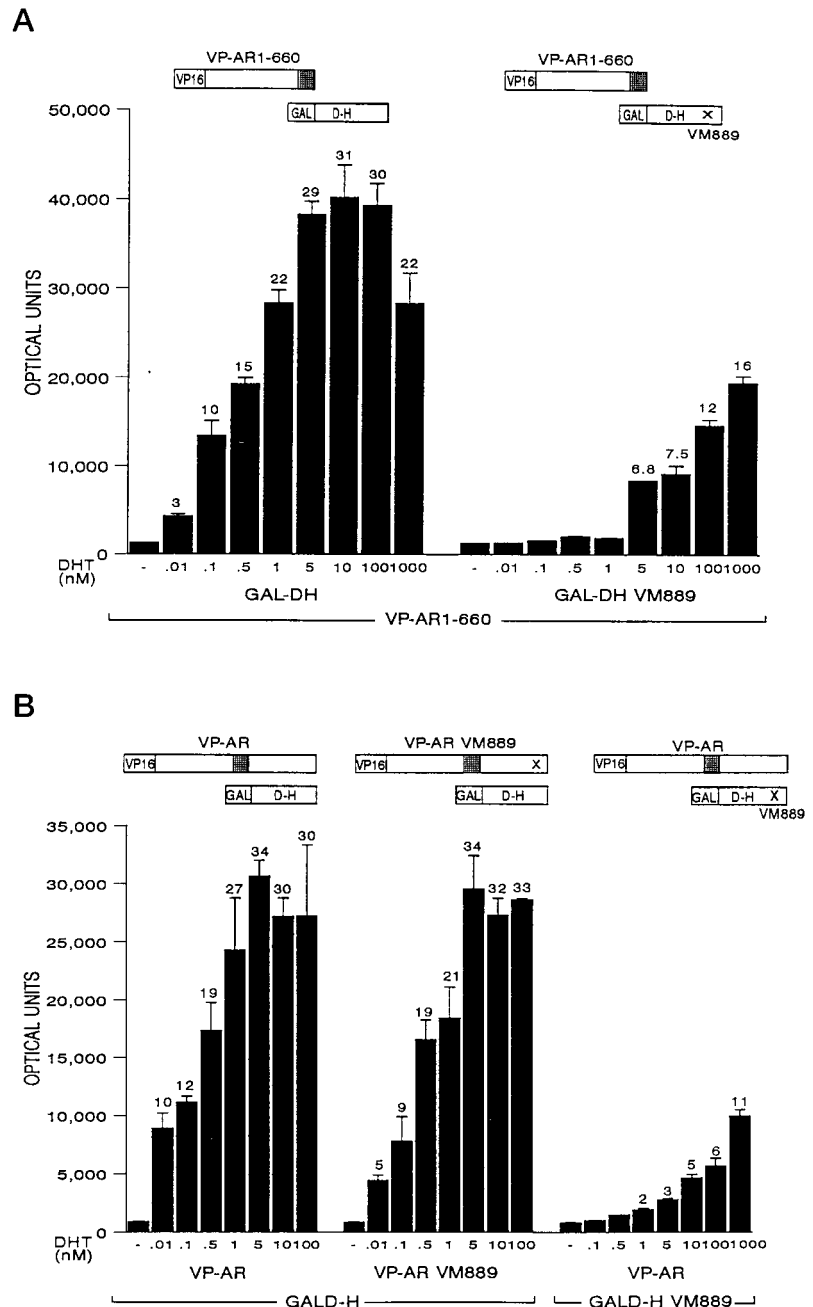 A
VP-AR1-660
VP16
GAL D-H
VP-AR1-660
VP16
GAL D-H X
VM889
OPTICAL UNITS
50,000
40,000
30,000
20,000
10,000
0
3
10
15
22
29
31
30
22
6.8
7.5
12
16
DHT (nM)
- .01 .1 .5 1 5 10 100 1000
- .01 .1 .5 1 5 10 100 1000
GAL-DH
GAL-DH VM889
VP-AR1-660
B
VP-AR
VP16
GAL D-H
VP-AR VM889
VP16 X
GAL D-H
VP-AR
VP16
GAL D-H X
VM889
OPTICAL UNITS
35,000
30,000
25,000
20,000
15,000
10,000
5,000
0
10
12
19
27
34
30
30
5
9
19
21
34
32
33
2
3
5
6
11
DHT (nM)
- .01 .1 .5 1 5 10 100
- .01 .1 .5 1 5 10 100
- .1 .5 1 5 10 100 1000
VP-AR
VP-AR VM889
VP-AR
GALD-H
GALD-H VM889